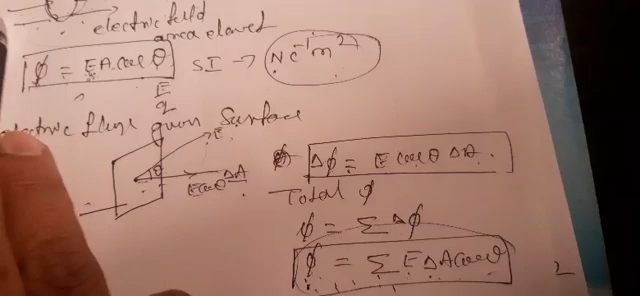 electric field
area element
ϕ = EA cos θ SI → NC⁻¹m²
E
electric flux given Surface
E
θ
ΔA
E cos θ
Δϕ = E cos θ ΔA.
Total ϕ
ϕ = Σ Δϕ
ϕ = Σ E ΔA cos θ
2